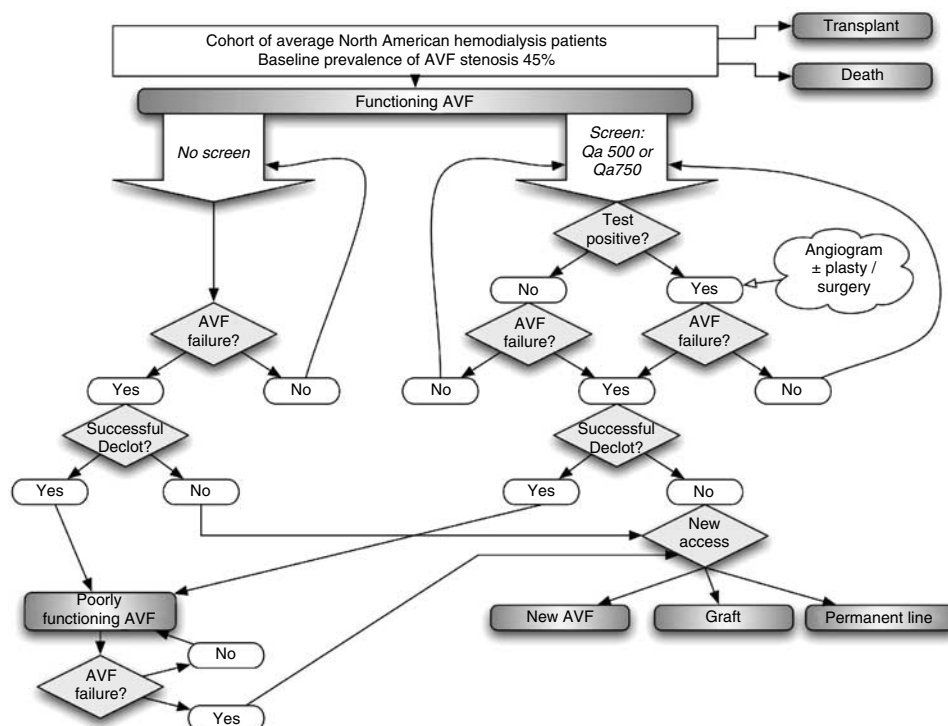 Cohort of average North American hemodialysis patients
Baseline prevalence of AVF stenosis 45%
Transplant
Death
Functioning AVF
No screen
Screen:
Qa 500 or
Qa750
Test
positive?
Angiogram
± plasty /
surgery
No
Yes
AVF
failure?
AVF
failure?
AVF
failure?
Yes
No
No
Yes
No
Successful
Declot?
Successful
Declot?
Yes
No
Yes
No
New
access
Poorly
functioning AVF
New AVF
Graft
Permanent line
No
AVF
failure?
Yes